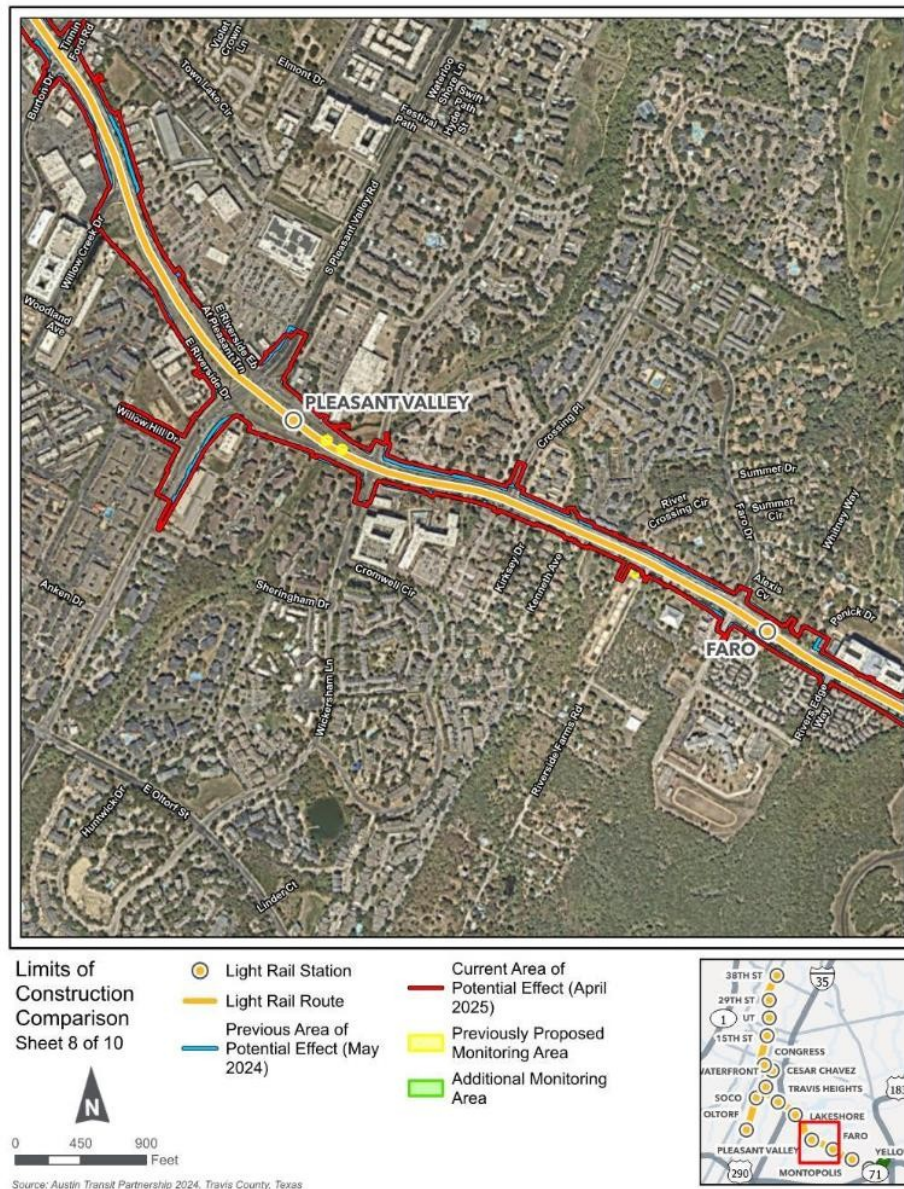 Tinnin
Ford Rd
Burton Dr
Violet
Crown
Ln
Elmont Dr
Town Lake Cir
Waterloo
Shore Ln
Swift
Path
Festival
Path
Hyde
St
S Pleasant Valley Rd
Willow Creek Dr
Woodland
Ave
E Riverside Eb
At Pleasant Trn
E Riverside Dr
PLEASANT VALLEY
Willow Hill Dr
Crossing Pl
Summer Dr
River
Crossing Cir
Summer
Cir
Faro Dr
Whitney Way
Anken Dr
Sheringham Dr
Cromwell Cir
Kirksey Dr
Kenneth Ave
Alexis
Cv
Penick Dr
FARO
Wickersham Ln
Riverside Farms Rd
Rivers Edge
Way
Huntwick Dr
E Oltorf St
Linder Ct
Limits of
Construction
Comparison
Sheet 8 of 10
N
0 450 900
Feet
Light Rail Station
Light Rail Route
Previous Area of
Potential Effect (May
2024)
Current Area of
Potential Effect (April
2025)
Previously Proposed
Monitoring Area
Additional Monitoring
Area
38TH ST
35
29TH ST
1
UT
15TH ST
CONGRESS
WATERFRONT
CESAR CHAVEZ
TRAVIS HEIGHTS
183
SOCO
OLTORF
LAKESHORE
FARO
PLEASANT VALLEY
YELLOW
MONTOPOLIS
290
71
Source: Austin Transit Partnership 2024, Travis County, Texas